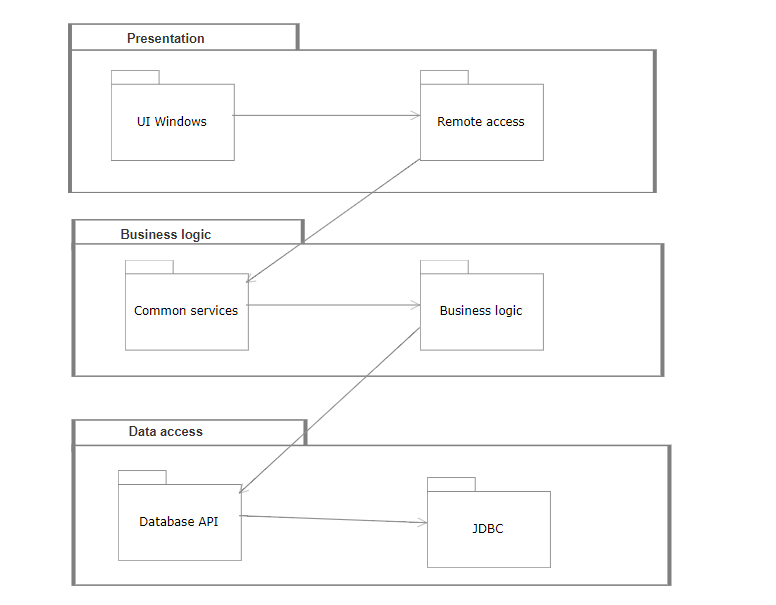 Presentation
UI Windows
Remote access
Business logic
Common services
Business logic
Data access
Database API
JDBC